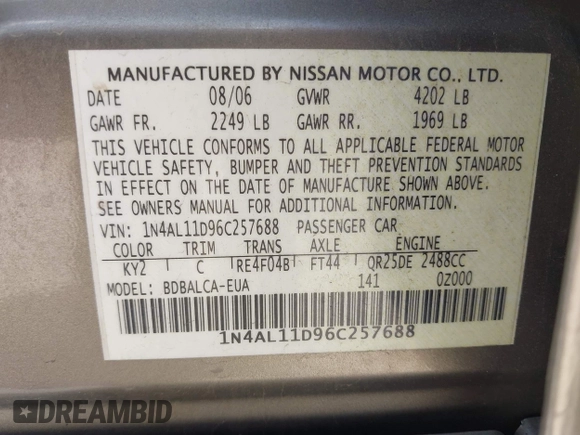 MANUFACTURED BY NISSAN MOTOR CO., LTD.
DATE 08/06 GVWR 4202 LB
GAWR FR. 2249 LB GAWR RR. 1969 LB
THIS VEHICLE CONFORMS TO ALL APPLICABLE FEDERAL MOTOR
VEHICLE SAFETY, BUMPER AND THEFT PREVENTION STANDARDS
IN EFFECT ON THE DATE OF MANUFACTURE SHOWN ABOVE.
SEE OWNERS MANUAL FOR ADDITIONAL INFORMATION.
VIN: 1N4AL11D96C257688 PASSENGER CAR
COLOR TRIM TRANS AXLE ENGINE
KY2 C RE4F04B FT44 QR25DE 2488CC
MODEL: BDBALCA-EUA 141 0Z000
1N4AL11D96C257688
DREAMBID